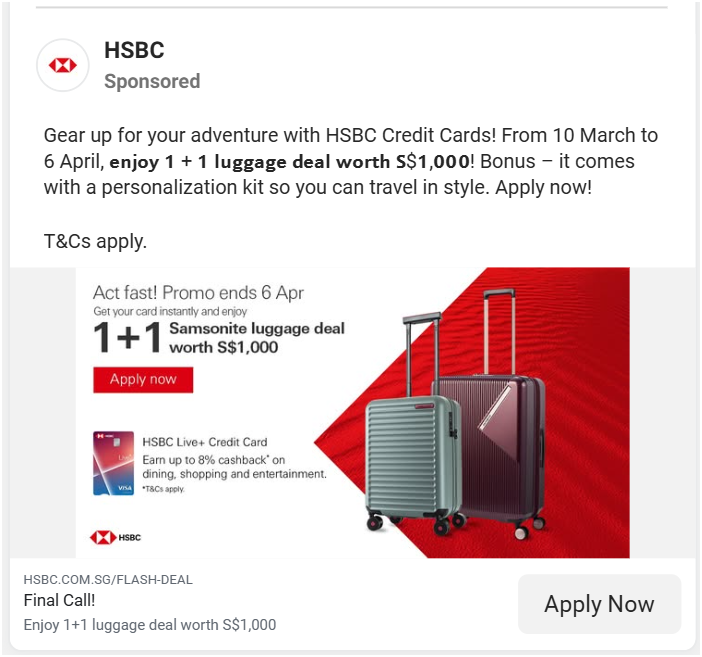 HSBC
Sponsored
Gear up for your adventure with HSBC Credit Cards! From 10 March to
6 April, enjoy 1 + 1 luggage deal worth S$1,000! Bonus – it comes
with a personalization kit so you can travel in style. Apply now!
T&Cs apply.
Act fast! Promo ends 6 Apr
Get your card instantly and enjoy
1+1 Samsonite luggage deal
worth S$1,000
Apply now
HSBC Live+ Credit Card
Earn up to 8% cashback* on
dining, shopping and entertainment.
*T&Cs apply.
VISA
HSBC
HSBC.COM.SG/FLASH-DEAL
Final Call!
Enjoy 1+1 luggage deal worth S$1,000
Apply Now